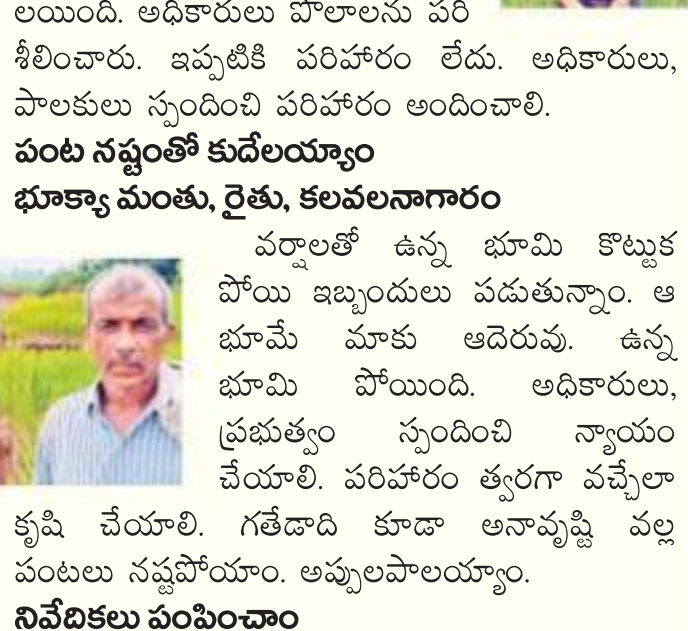 లయింది. అధికారులు పొలాలను పరి
శీలించారు. ఇప్పటికి పరిహారం లేదు. అధికారులు,
పాలకులు స్పందించి పరిహారం అందించాలి.
పంట నష్టంతో కుదేలయ్యాం
భూక్యా మంతు, రైతు, కలవలనాగారం
వర్షాలతో ఉన్న భూమి కొట్టుక
పోయి ఇబ్బందులు పడుతున్నాం. ఆ
భూమే మాకు ఆదెరువు. ఉన్న
భూమి పోయింది. అధికారులు,
ప్రభుత్వం స్పందించి న్యాయం
చేయాలి. పరిహారం త్వరగా వచ్చేలా
కృషి చేయాలి. గతేడాది కూడా అనావృష్టి వల్ల
పంటలు నష్టపోయాం. అప్పులపాలయ్యాం.
నివేదికలు పంపించాం